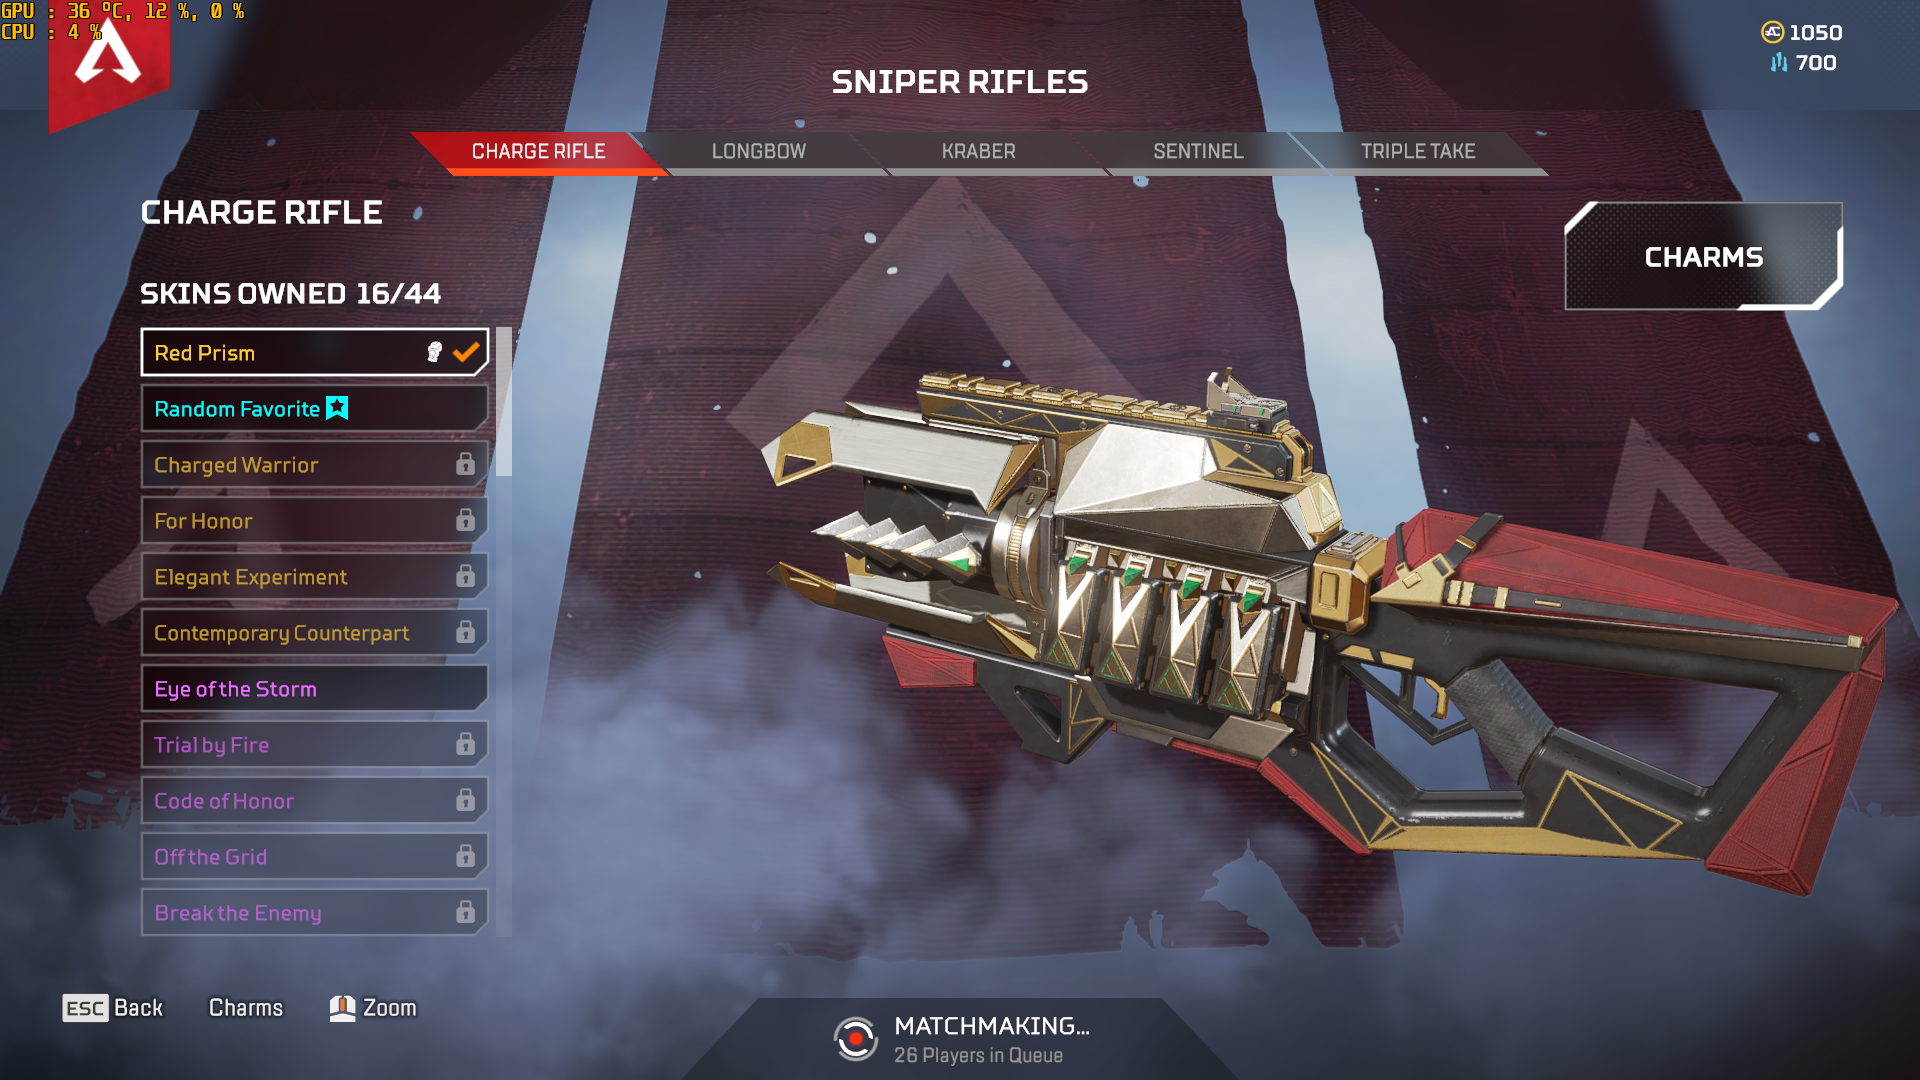 GPU : 36 °C, 12 %, 0 %
CPU : 4 %
1050
700
SNIPER RIFLES
CHARGE RIFLE
LONGBOW
KRABER
SENTINEL
TRIPLE TAKE
CHARGE RIFLE
CHARMS
SKINS OWNED 16/44
Red Prism
Random Favorite
Charged Warrior
For Honor
Elegant Experiment
Contemporary Counterpart
Eye of the Storm
Trial by Fire
Code of Honor
Off the Grid
Break the Enemy
ESC Back
Charms
Zoom
MATCHMAKING...
26 Players in Queue